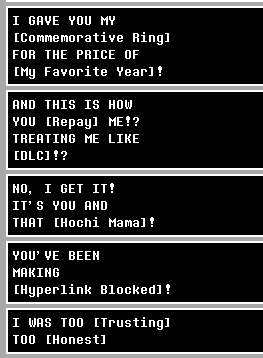 I GAVE YOU MY
[Commemorative Ring]
FOR THE PRICE OF
[My Favorite Year]!
AND THIS IS HOW
YOU [Repay] ME!?
TREATING ME LIKE
[DLC]!?
NO, I GET IT!
IT'S YOU AND
THAT [Hochi Mama]!
YOU'VE BEEN
MAKING
[Hyperlink Blocked]!
I WAS TOO [Trusting]
TOO [Honest]